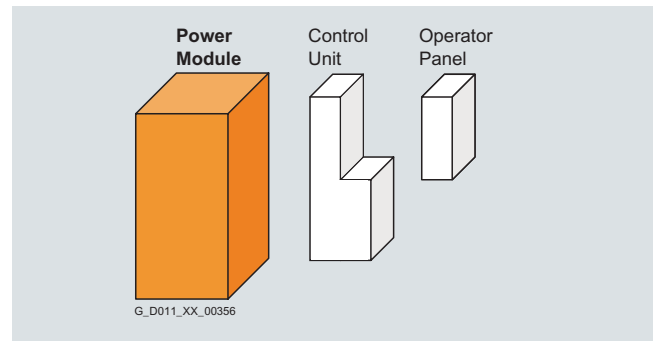 Power
Module
Control
Unit
Operator
Panel
G_D011_XX_00356